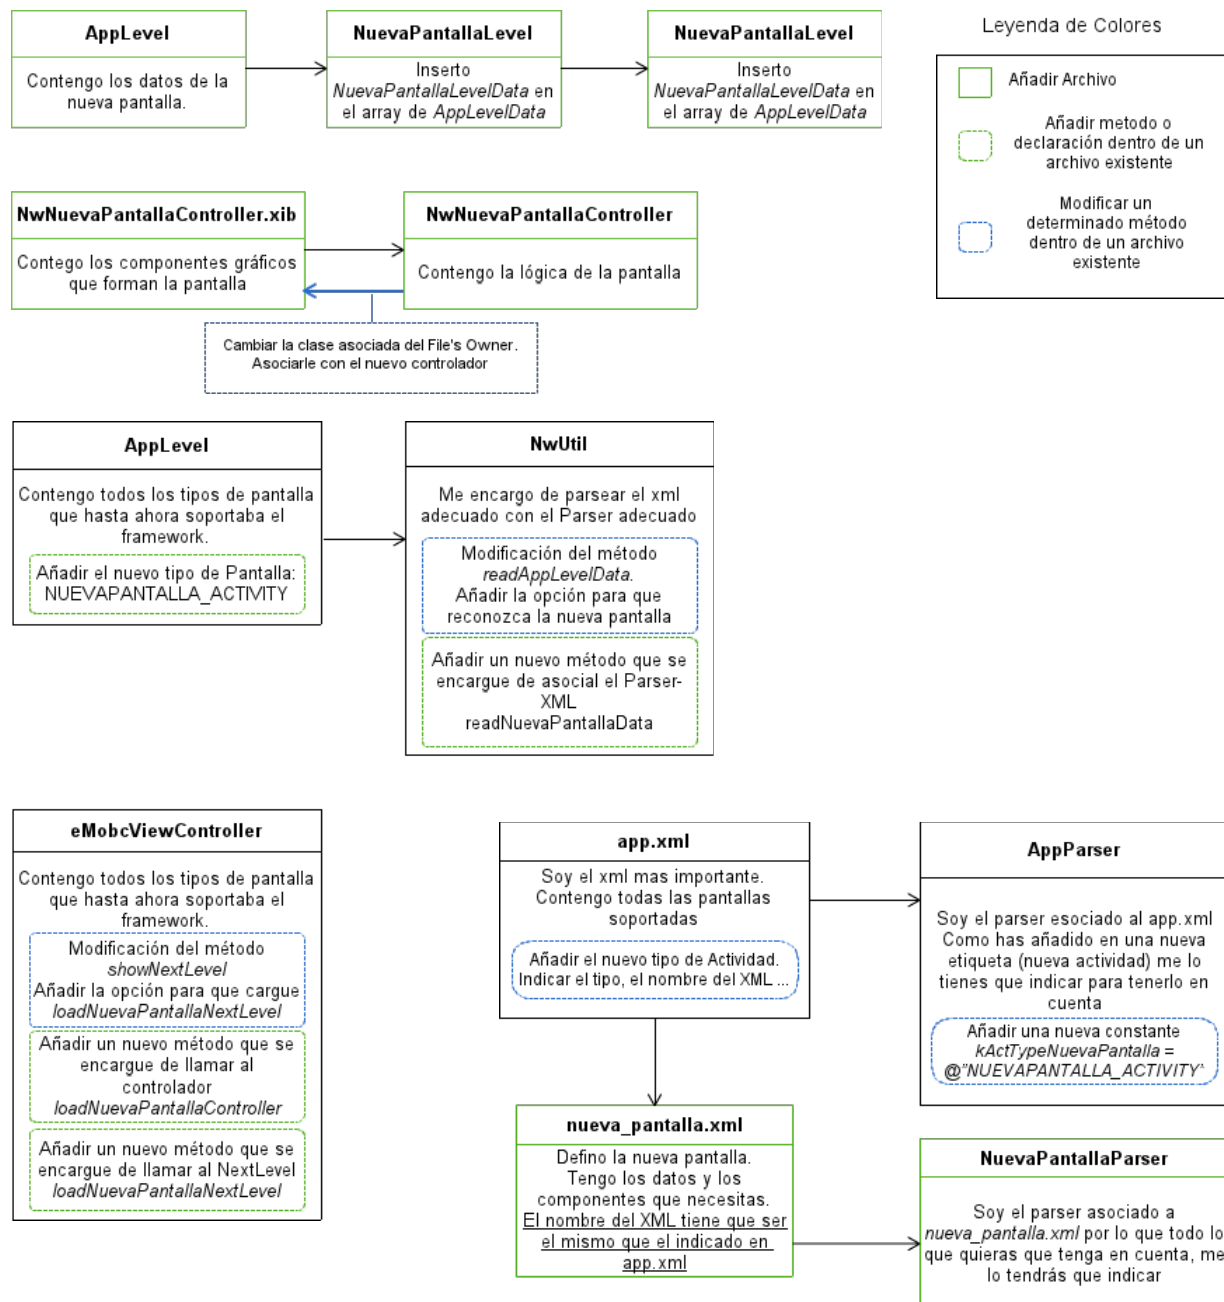 AppLevel
Contengo los datos de la
nueva pantalla.
NuevaPantallaLevel
Inserto
NuevaPantallaLevelData en
el array de AppLevelData
NuevaPantallaLevel
Inserto
NuevaPantallaLevelData en
el array de AppLevelData
Leyenda de Colores
Añadir Archivo
Añadir metodo o
declaración dentro de un
archivo existente
Modificar un
determinado método
dentro de un archivo
existente
NwNuevaPantallaController.xib
Contego los componentes gráficos
que forman la pantalla
NwNuevaPantallaController
Contengo la lógica de la pantalla
Cambiar la clase asociada del File's Owner.
Asociarle con el nuevo controlador
AppLevel
Contengo todos los tipos de pantalla
que hasta ahora soportaba el
framework.
Añadir el nuevo tipo de Pantalla:
NUEVAPANTALLA_ACTIVITY
NwUtil
Me encargo de parsear el xml
adecuado con el Parser adecuado
Modificación del método
readAppLevelData.
Añadir la opción para que
reconozca la nueva pantalla
Añadir un nuevo método que se
encargue de asocial el Parser-
XML
readNuevaPantallaData
eMobcViewController
Contengo todos los tipos de pantalla
que hasta ahora soportaba el
framework.
Modificación del método
showNextLevel
Añadir la opción para que cargue
loadNuevaPantallaNextLevel
Añadir un nuevo método que se
encargue de llamar al
controlador
loadNuevaPantallaController
Añadir un nuevo método que se
encargue de llamar al NextLevel
loadNuevaPantallaNextLevel
app.xml
Soy el xml mas importante.
Contengo todas las pantallas
soportadas
Añadir el nuevo tipo de Actividad.
Indicar el tipo, el nombre del XML ...
AppParser
Soy el parser esociado al app.xml
Como has añadido en una nueva
etiqueta (nueva actividad) me lo
tienes que indicar para tenerlo en
cuenta
Añadir una nueva constante
kActTypeNuevaPantalla =
@"NUEVAPANTALLA_ACTIVITY"
nueva_pantalla.xml
Defino la nueva pantalla.
Tengo los datos y los
componentes que necesitas.
El nombre del XML tiene que ser
el mismo que el indicado en
app.xml
NuevaPantallaParser
Soy el parser asociado a
nueva_pantalla.xml por lo que todo lo
que quieras que tenga en cuenta, me
lo tendrás que indicar